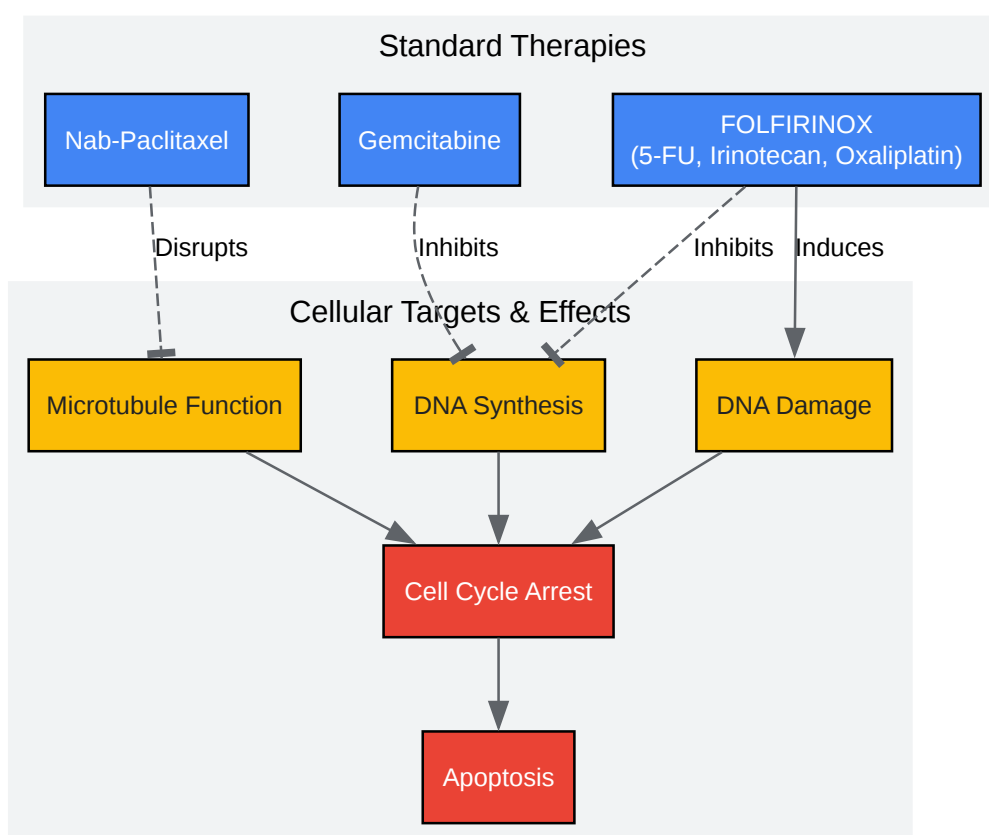 Standard Therapies
Nab-Paclitaxel
Gemcitabine
FOLFIRINOX
(5-FU, Irinotecan, Oxaliplatin)
Disrupts
Inhibits
Inhibits
Induces
Cellular Targets & Effects
Microtubule Function
DNA Synthesis
DNA Damage
Cell Cycle Arrest
Apoptosis